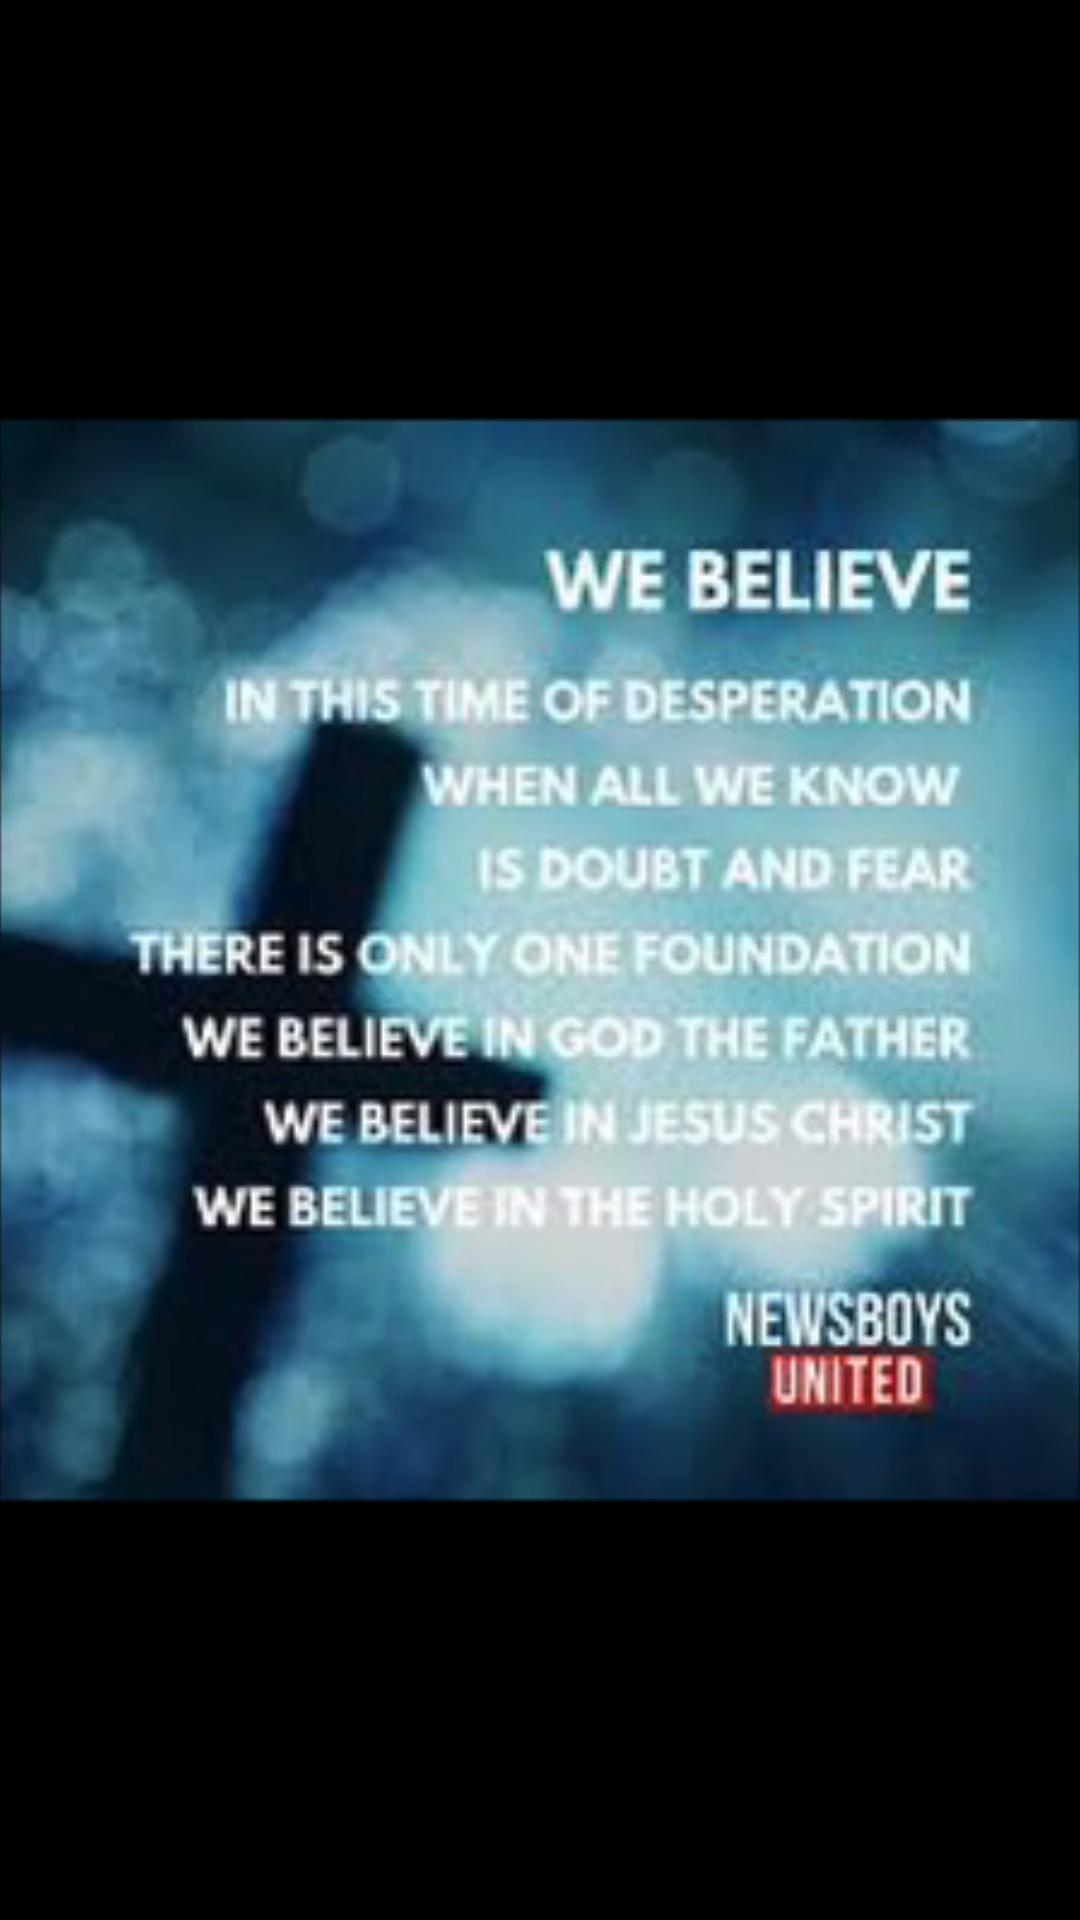 WE BELIEVE
IN THIS TIME OF DESPERATION
WHEN ALL WE KNOW
IS DOUBT AND FEAR
THERE IS ONLY ONE FOUNDATION
WE BELIEVE IN GOD THE FATHER
WE BELIEVE IN JESUS CHRIST
WE BELIEVE IN THE HOLY SPIRIT
NEWSBOYS
UNITED